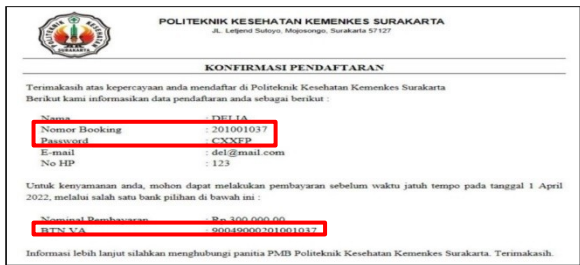 POLITEKNIK KESEHATAN KEMENKES SURAKARTA
JL. Letjend Sutoyo, Mojosongo, Surakarta 57127
KONFIRMASI PENDAFTARAN
Terimakasih atas kepercayaan anda mendaftar di Politeknik Kesehatan Kemenkes Surakarta
Berikut kami informasikan data pendaftaran anda sebagai berikut :
Nama : DELIA
Nomor Booking : 201001037
Password : CXXFP
E-mail : del@mail.com
No HP : 123
Untuk kenyamanan anda, mohon dapat melakukan pembayaran sebelum waktu jatuh tempo pada tanggal 1 April
2022, melalui salah satu bank pilihan di bawah ini :
Nominal Pembayaran : Rp 300.000,00
BTN VA : 90049000201001037
Informasi lebih lanjut silahkan menghubungi panitia PMB Politeknik Kesehatan Kemenkes Surakarta. Terimakasih.